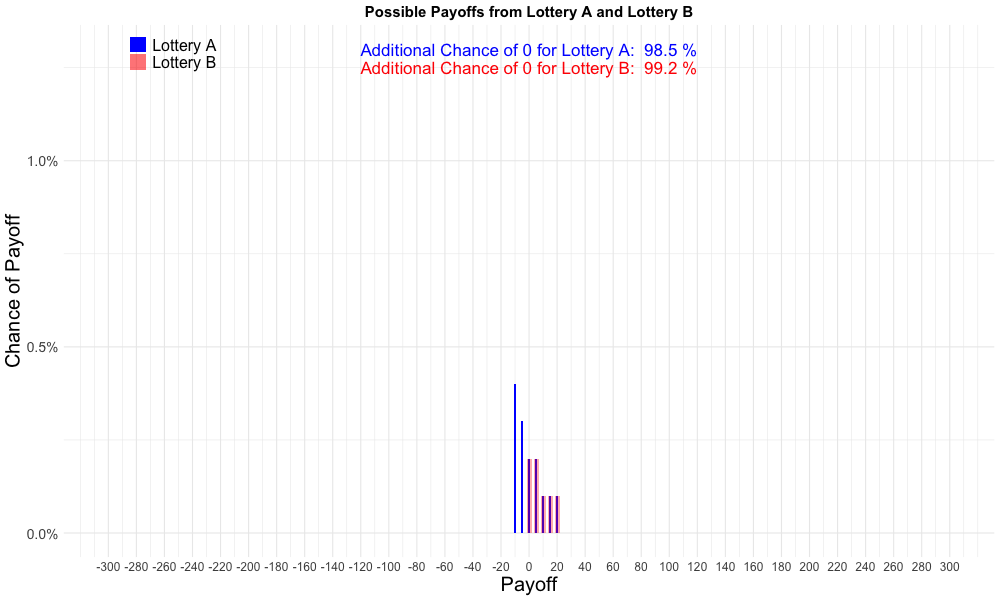 Possible Payoffs from Lottery A and Lottery B
Lottery A
Lottery B
Additional Chance of 0 for Lottery A:  98.5 %
Additional Chance of 0 for Lottery B:  99.2 %
Chance of Payoff
1.0%
0.5%
0.0%
-300 -280 -260 -240 -220 -200 -180 -160 -140 -120 -100 -80 -60 -40 -20 0 20 40 60 80 100 120 140 160 180 200 220 240 260 280 300
Payoff